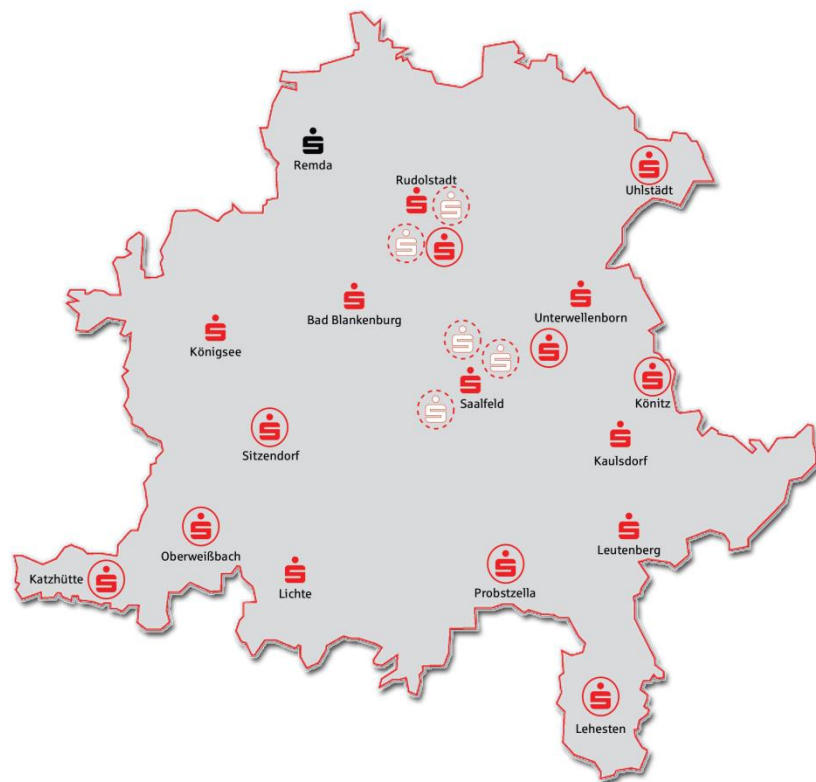 Remda
Rudolstadt
Uhlstädt
Bad Blankenburg
Unterwellenborn
Königsee
Saalfeld
Könitz
Sitzendorf
Kaulsdorf
Oberweißbach
Leutenberg
Katzhütte
Lichte
Probstzella
Lehesten